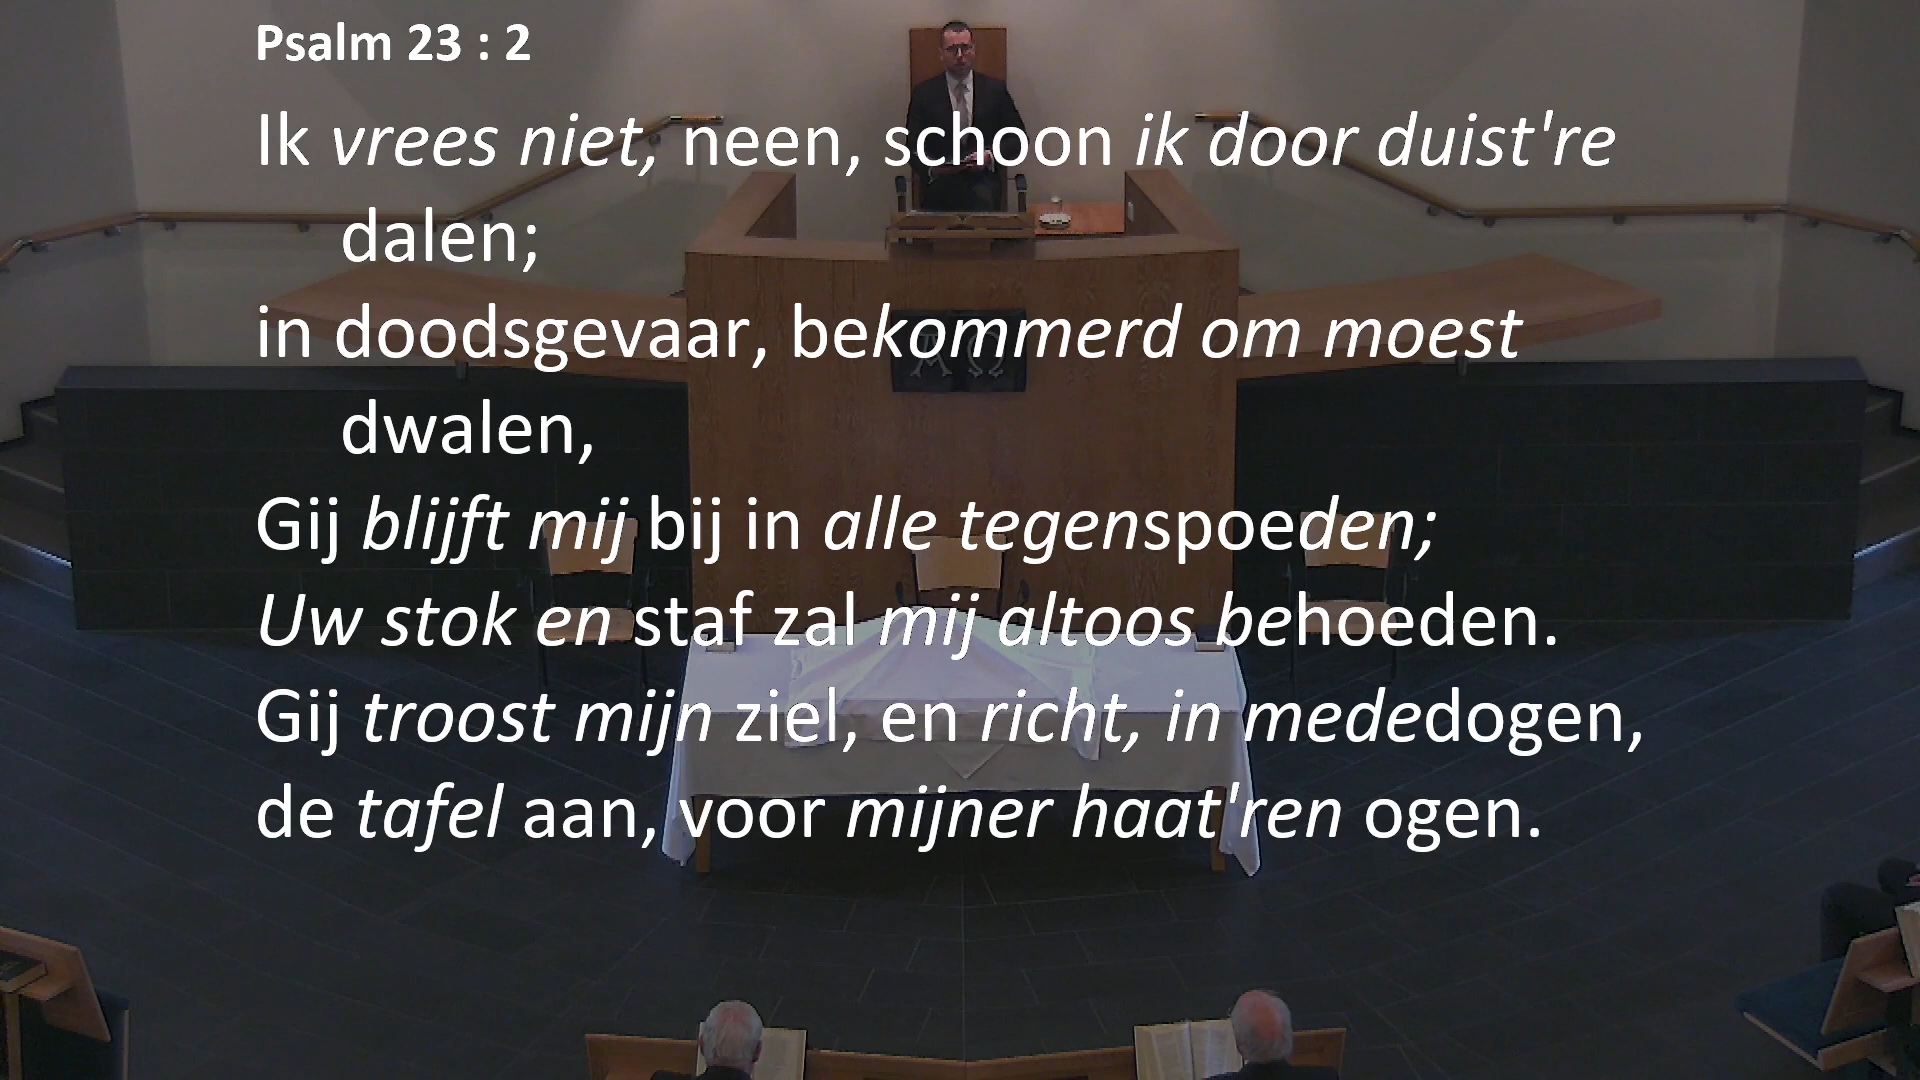 Psalm 23 : 2
Ik vrees niet, neen, schoon ik door duist're
dalen;
in doodsgevaar, bekommerd om moest
dwalen,
Gij blijft mij bij in alle tegenspoeden;
Uw stok en staf zal mij altoos behoeden.
Gij troost mijn ziel, en richt, in mededogen,
de tafel aan, voor mijner haat'ren ogen.
Α Ω